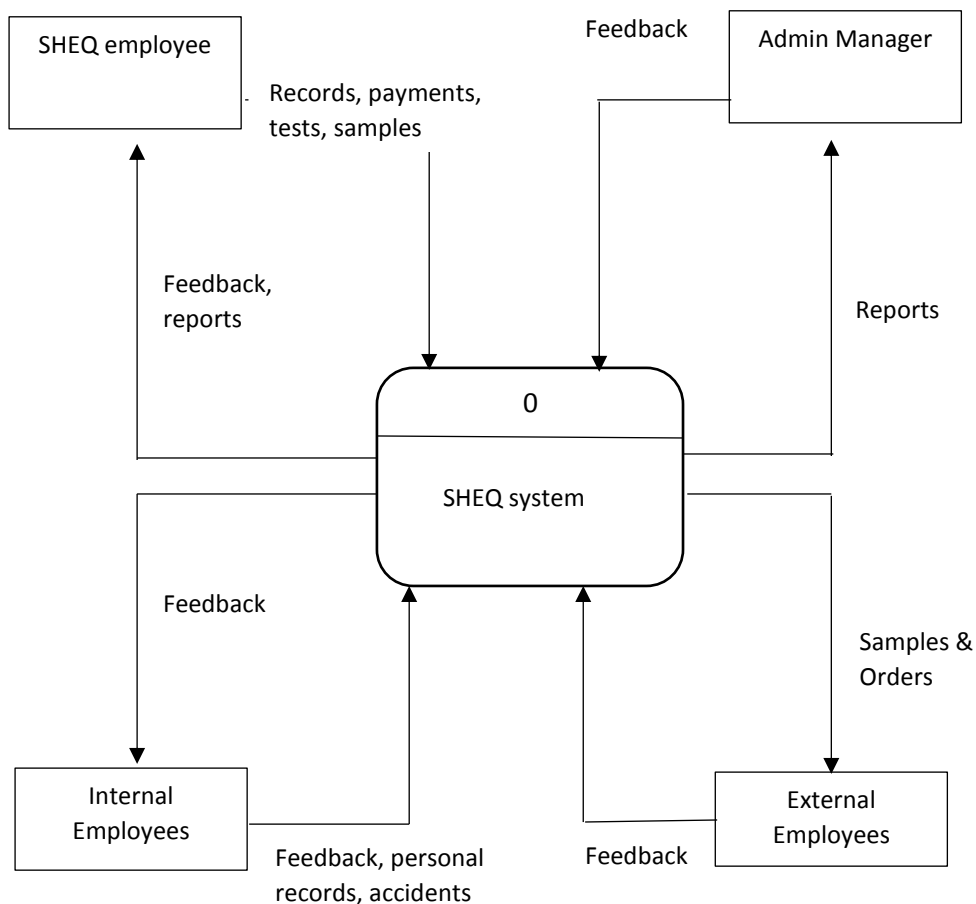 SHEQ employee
Feedback
Admin Manager
Records, payments,
tests, samples
Feedback,
reports
Reports
0
SHEQ system
Feedback
Samples &
Orders
Internal
Employees
External
Employees
Feedback, personal
records, accidents
Feedback